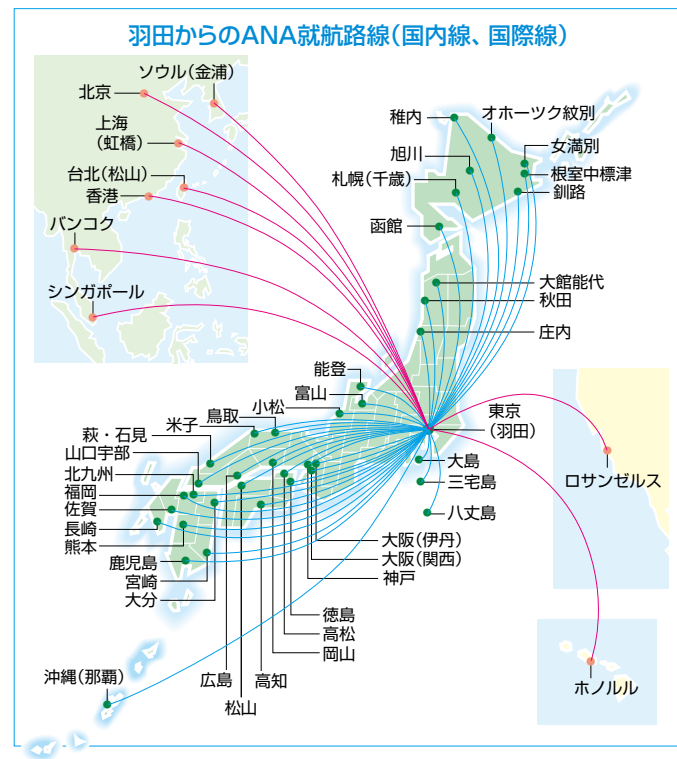 羽田からのANA就航路線（国内線、国際線）
ソウル（金浦）
北京
上海
（虹橋）
台北（松山）
香港
バンコク
シンガポール
稚内
オホーツク紋別
旭川
女満別
札幌（千歳）
根室中標津
釧路
函館
大館能代
秋田
庄内
能登
富山
小松
鳥取
米子
萩・石見
山口宇部
北九州
福岡
佐賀
長崎
熊本
鹿児島
宮崎
大分
東京
（羽田）
大島
三宅島
八丈島
大阪（伊丹）
大阪（関西）
神戸
徳島
高松
岡山
広島
高知
松山
沖縄（那覇）
ロサンゼルス
ホノルル